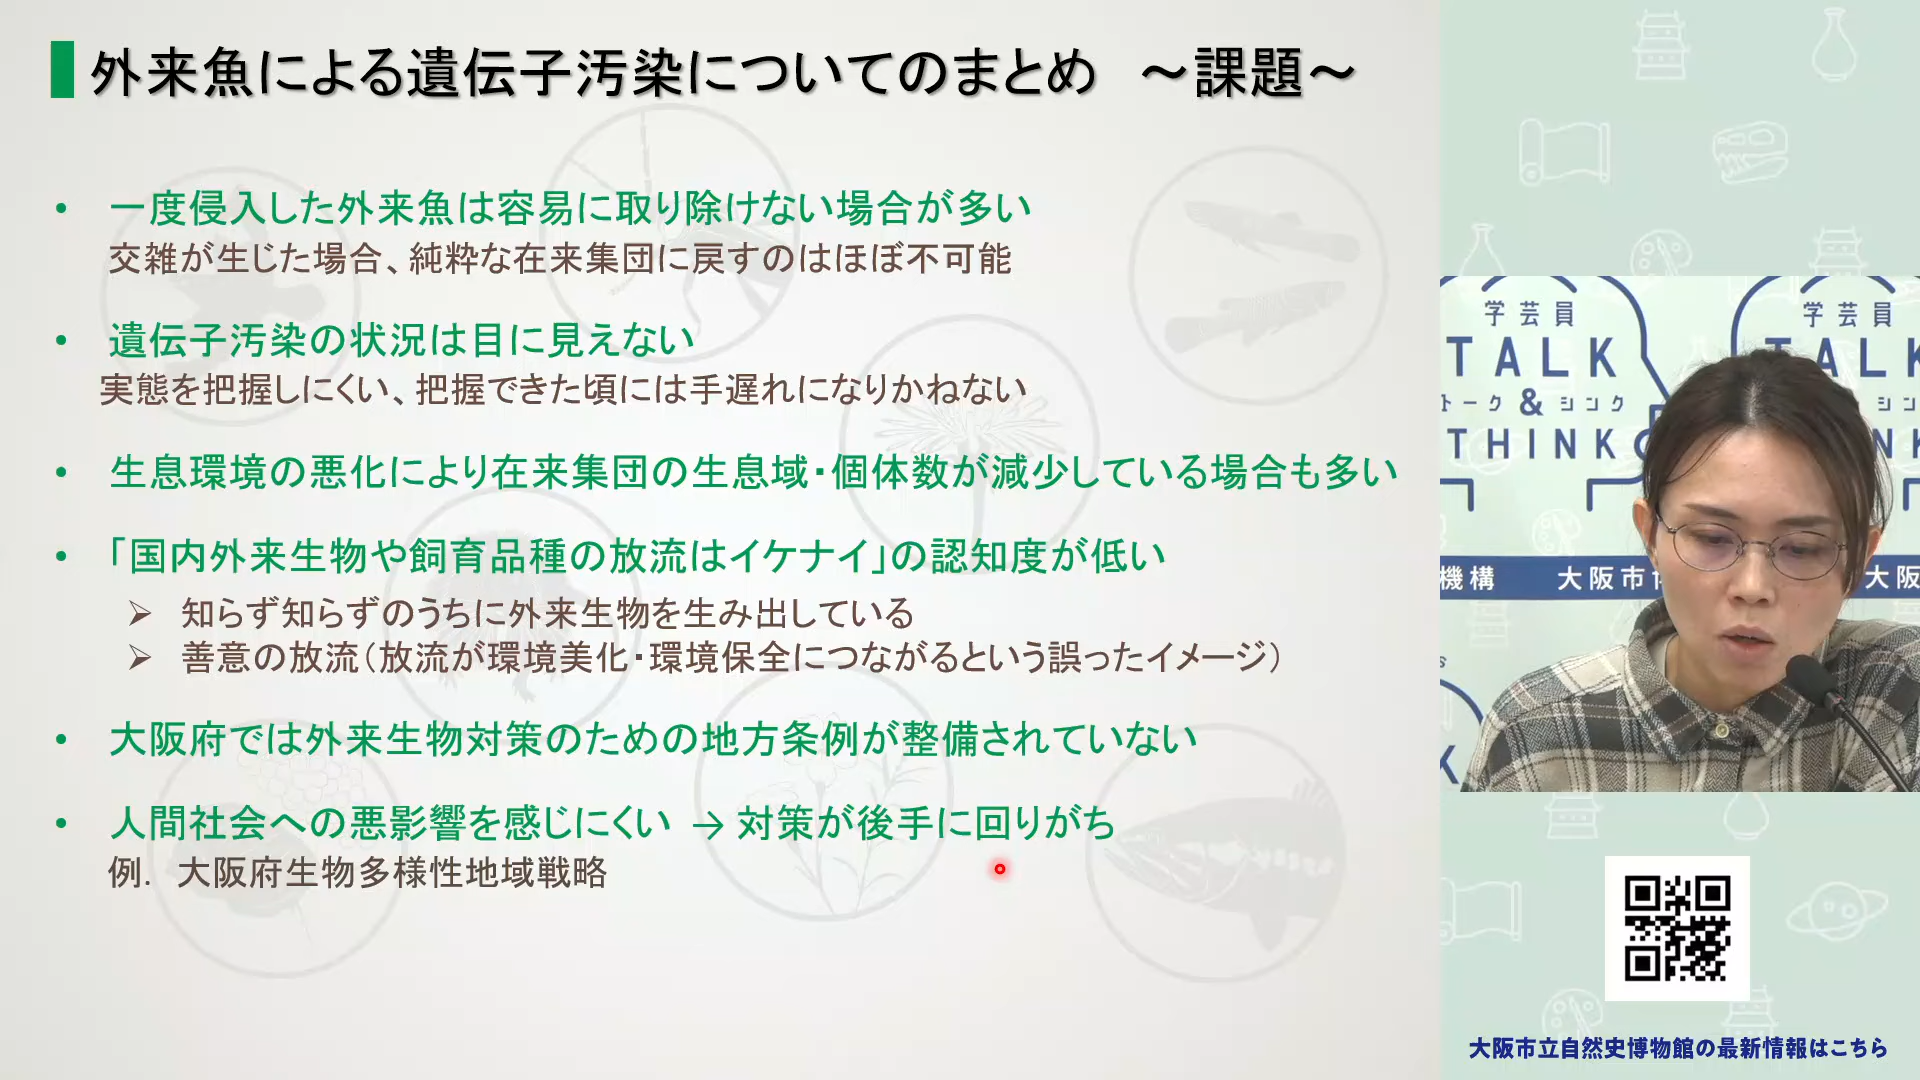 外来魚による遺伝子汚染についてのまとめ　～課題～
• 一度侵入した外来魚は容易に取り除けない場合が多い
交雑が生じた場合、純粋な在来集団に戻すのはほぼ不可能
• 遺伝子汚染の状況は目に見えない
実態を把握しにくい、把握できた頃には手遅れになりかねない
• 生息環境の悪化により在来集団の生息域・個体数が減少している場合も多い
• 「国内外来生物や飼育品種の放流はイケナイ」の認知度が低い
➢ 知らず知らずのうちに外来生物を生み出している
➢ 善意の放流（放流が環境美化・環境保全につながるという誤ったイメージ）
• 大阪府では外来生物対策のための地方条例が整備されていない
• 人間社会への悪影響を感じにくい → 対策が後手に回りがち
例．大阪府生物多様性地域戦略
学芸員
TALK
トーク & シンク
THINK
学芸員
TALK
シン
NK
機構
大阪市博
大阪
K
大阪市立自然史博物館の最新情報はこちら